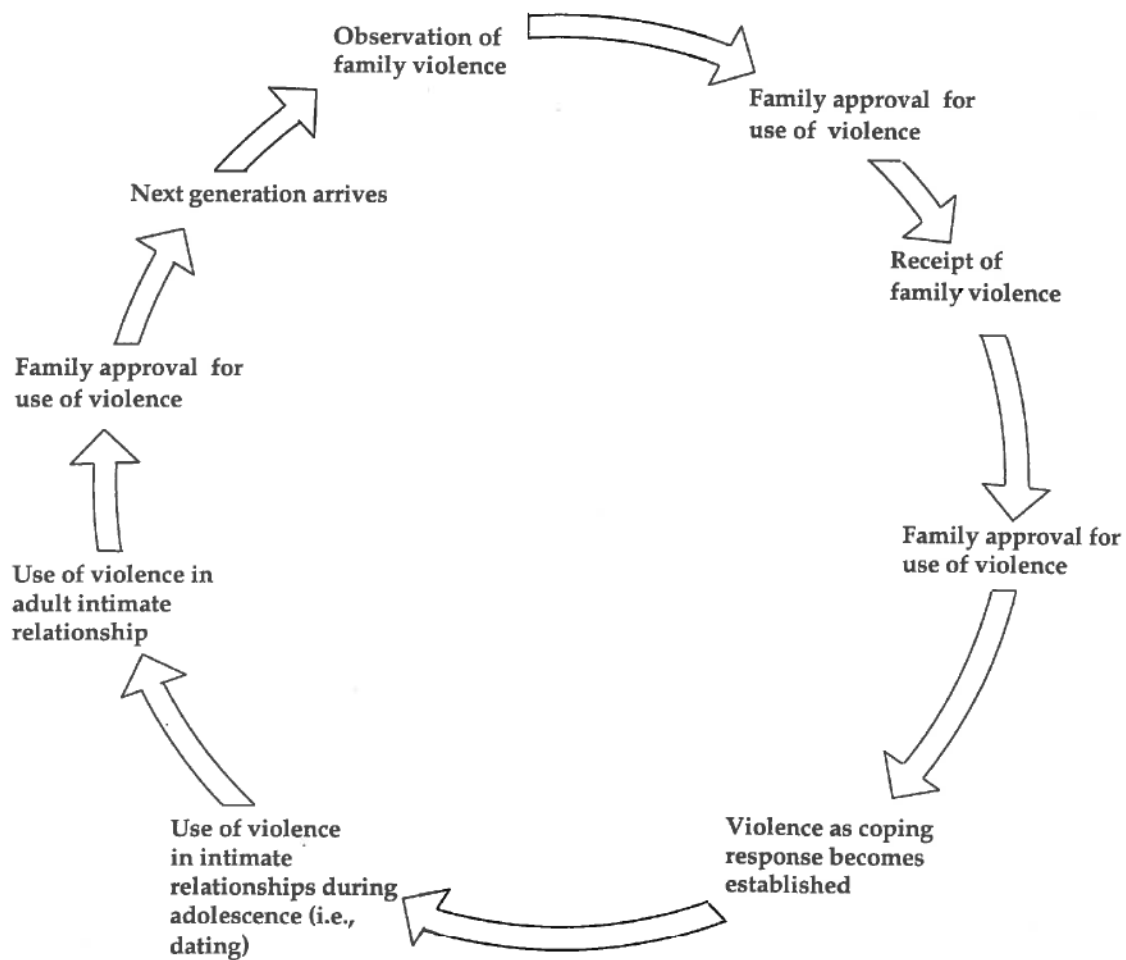 Observation of
family violence
Family approval for
use of violence
Receipt of
family violence
Family approval for
use of violence
Violence as coping
response becomes
established
Use of violence
in intimate
relationships during
adolescence (i.e.,
dating)
Use of violence in
adult intimate
relationship
Family approval for
use of violence
Next generation arrives